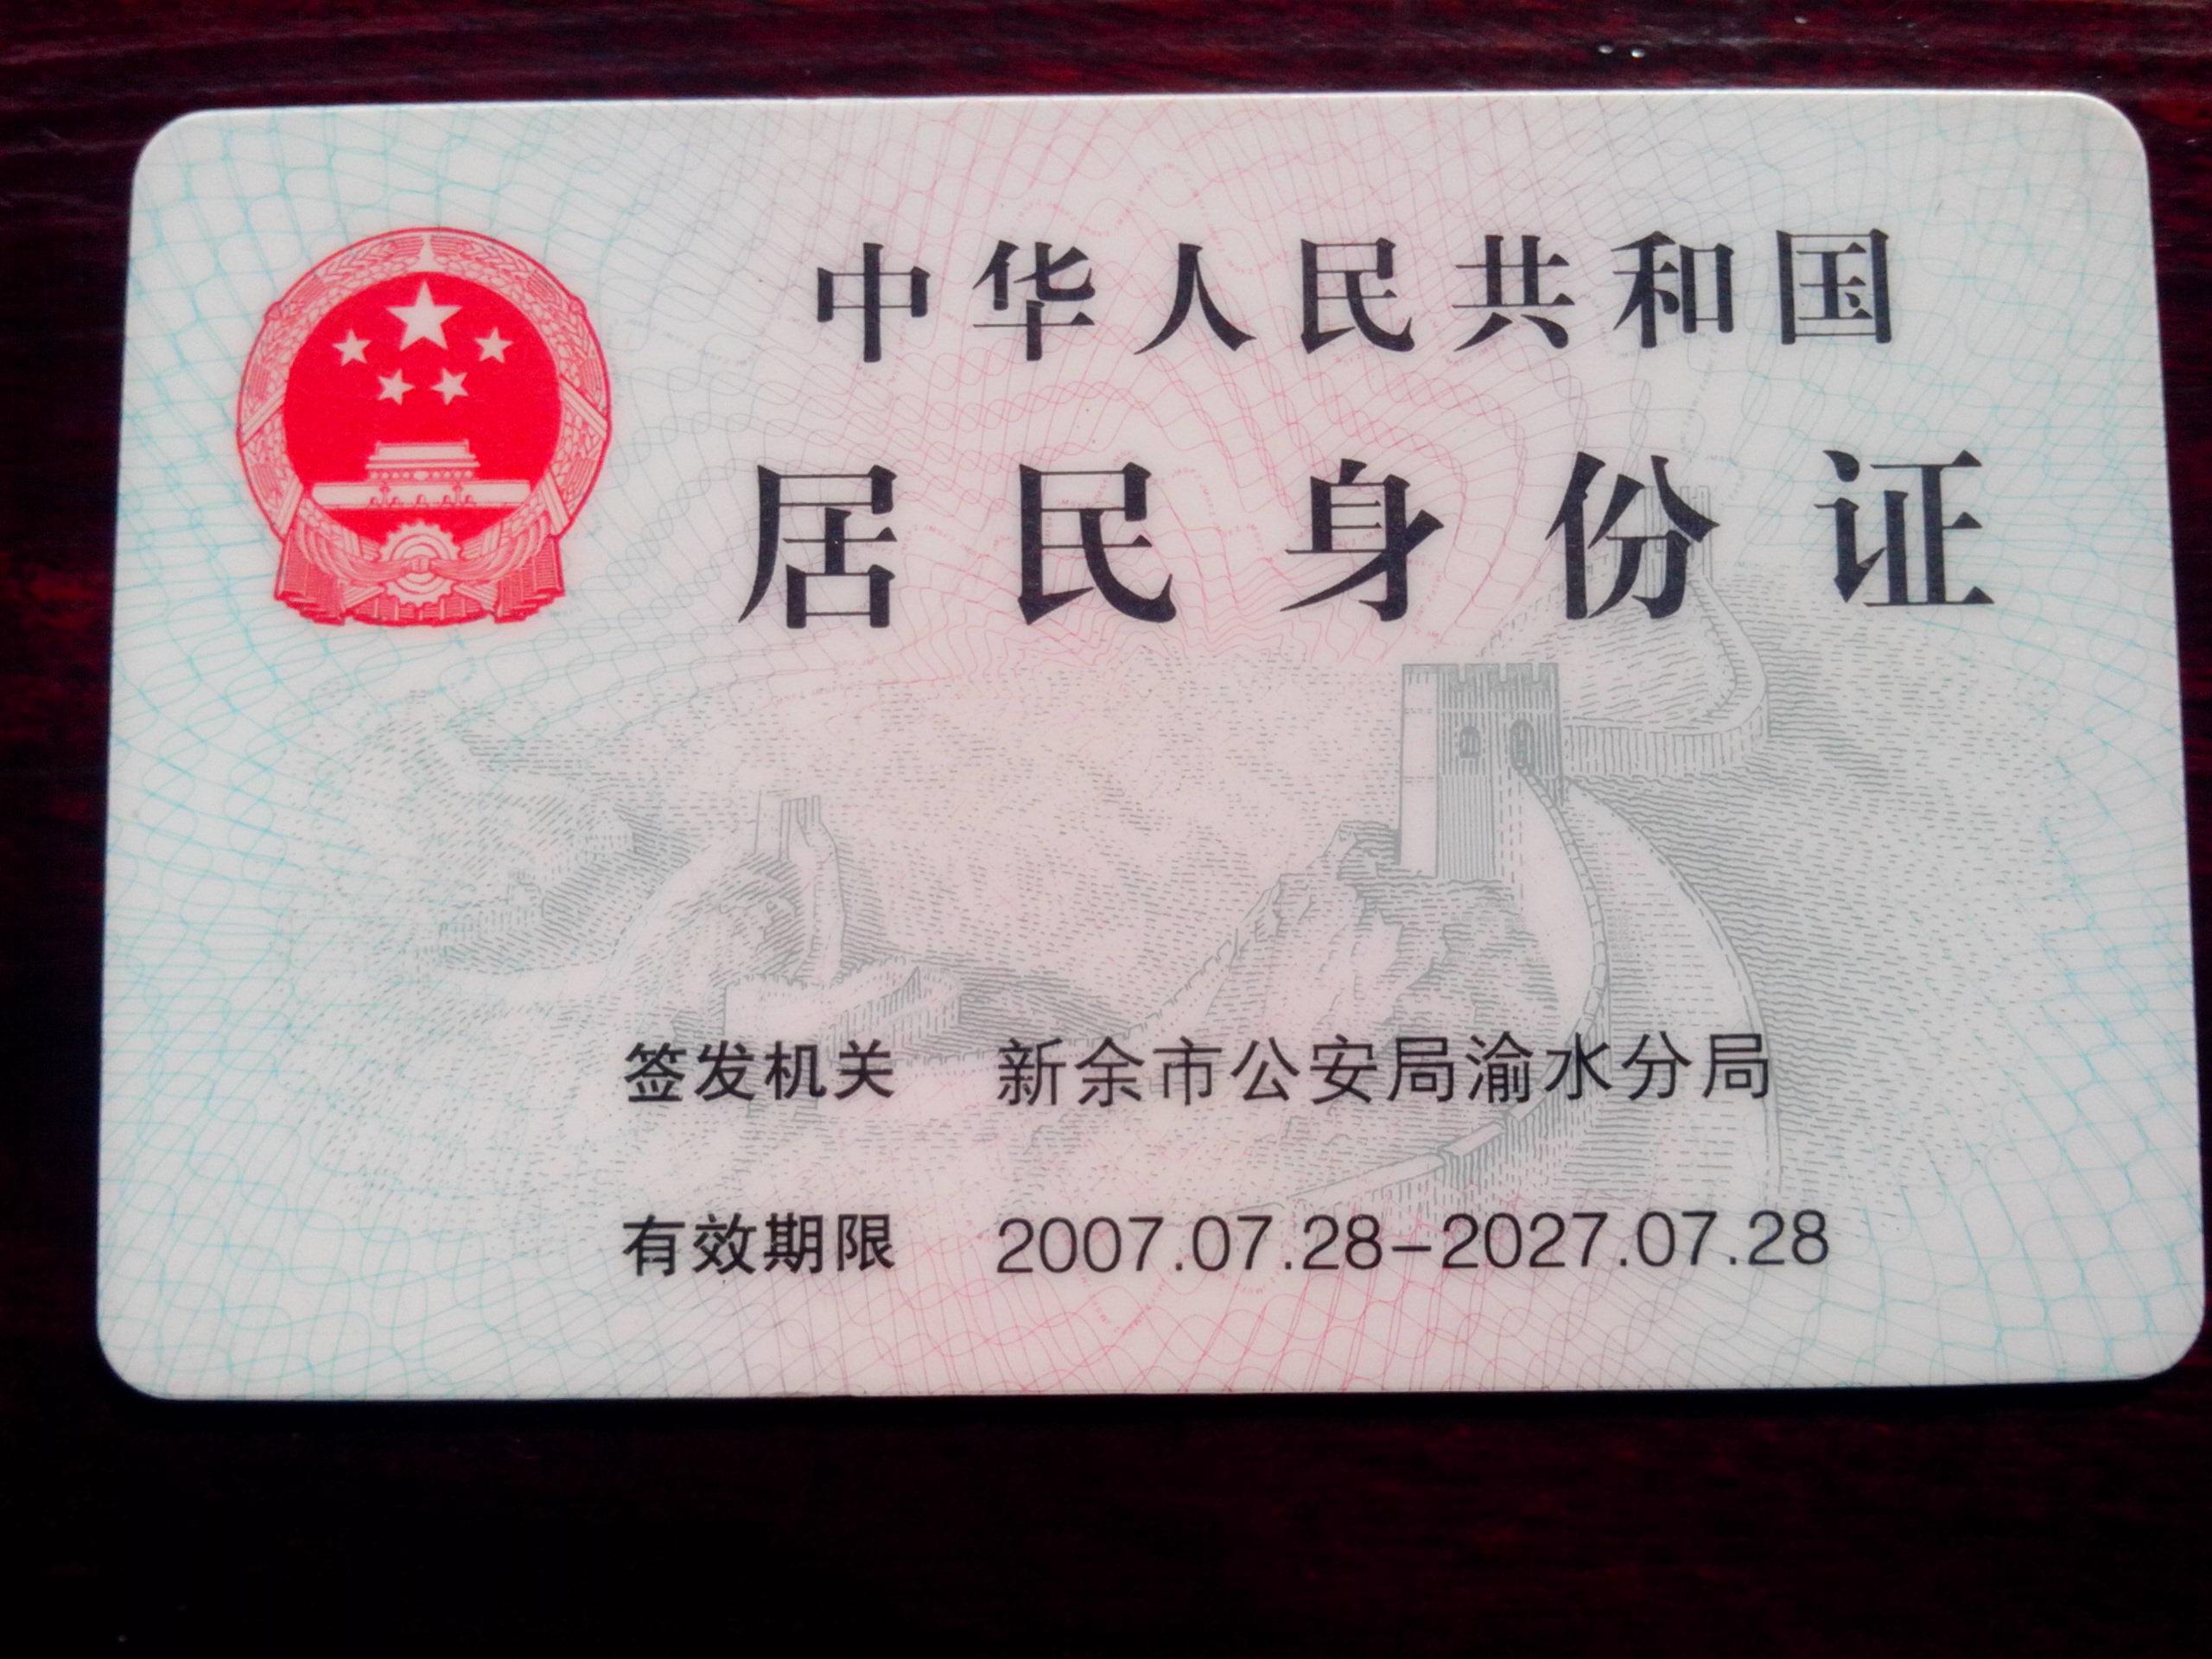 中华人民共和国
居民身份证
签发机关 新余市公安局渝水分局
有效期限 2007.07.28-2027.07.28